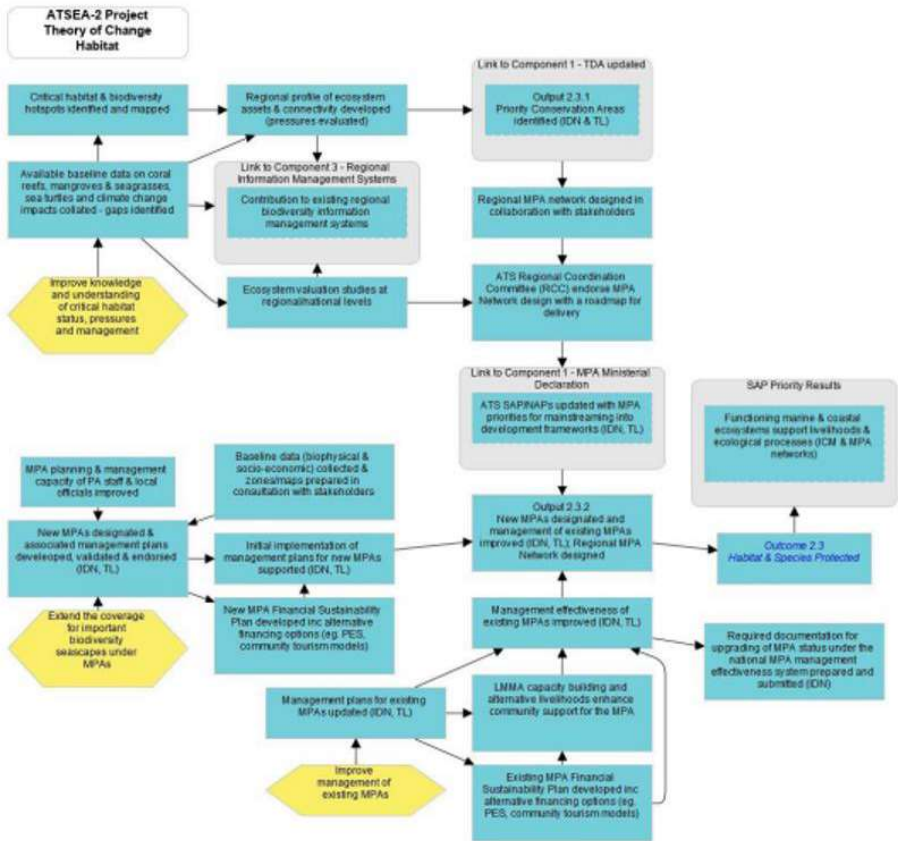 ATSEA-2 Project
Theory of Change
Habitat
Critical habitat & biodiversity
hotspots identified and mapped
Regional profile of ecosystem
assets & connectivity developed
(pressures evaluated)
Link to Component 1 - TDA updated
Output 2.3.1
Priority Conservation Areas
identified (IDN & TL)
Available baseline data on coral
reefs, mangroves & seagrasses,
sea turtles and climate change
impacts collated - gaps identified
Link to Component 3 - Regional
Information Management Systems
Contribution to existing regional
biodiversity information
management systems
Regional MPA network designed
in collaboration with stakeholders
Improve knowledge
and understanding
of critical habitat
status, pressures
and management
Ecosystem valuation studies at
regional/national levels
ATS Regional Coordination
Committee (RCC) endorse MPA
Network design with a roadmap for
delivery
Link to Component 1 - MPA Ministerial
Declaration
ATS SAP/NAPs updated with MPA
priorities for mainstreaming into
development frameworks (IDN, TL)
SAP Priority Results
Functioning marine & coastal
ecosystems support livelihoods &
ecological processes (ICM & MPA
networks)
MPA planning & management
capacity of PA staff & local
officials improved
Baseline data (biophysical
& socio-economic) collected &
zones/maps prepared in
consultation with stakeholders
New MPAs designated &
associated management plans
develeoped, validated & endorsed
(IDN, TL)
Initial implementation of
management plans for new MPAs
supported (IDN, TL)
Output 2.3.2
New MPAs designated and
management of existing MPAs
improved (IDN, TL); Regional MPA
Network designed
Outcome 2.3
Habitat & Species Protected
Extend the coverage
for important
biodiversity
seascapes under
MPAs
New MPA Financial Sustainability
Plan developed inc alternative
financing options (eg. PES,
community tourism models)
Management effectiveness of
existing MPAs improved (IDN, TL)
Required documentation for
upgrading of MPA status under the
national MPA management
effectiveness system prepared and
submitted (IDN)
Management plans for existing
MPAs updated (IDN, TL)
LMMA capacity building and
alternative livelihoods enhance
community support for the MPA
Improve
management of
existing MPAs
Existing MPA Financial
Sustainability Plan developed inc
alternative financing options (eg.
PES, community tourism models)